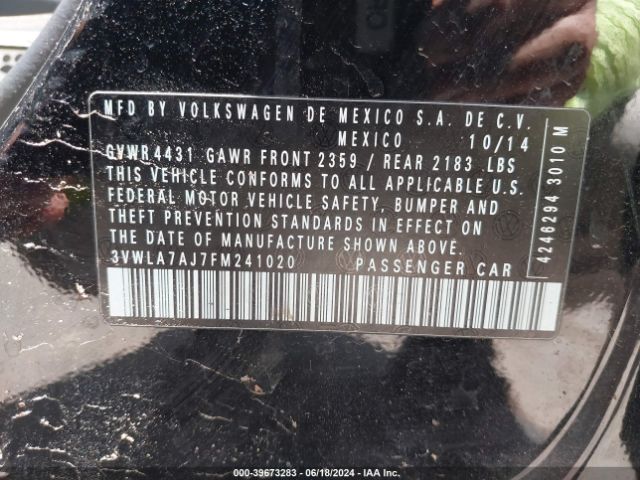 MFD BY VOLKSWAGEN DE MEXICO S.A. DE C.V.
MEXICO 10/14
GVWR 4431 GAWR FRONT 2359 / REAR 2183 LBS
THIS VEHICLE CONFORMS TO ALL APPLICABLE U.S.
FEDERAL MOTOR VEHICLE SAFETY, BUMPER AND
THEFT PREVENTION STANDARDS IN EFFECT ON
THE DATE OF MANUFACTURE SHOWN ABOVE.
3VWLA7AJ7FM241020 PASSENGER CAR
4246294 3010 M
000-39673283 - 06/18/2024 - IAA Inc.